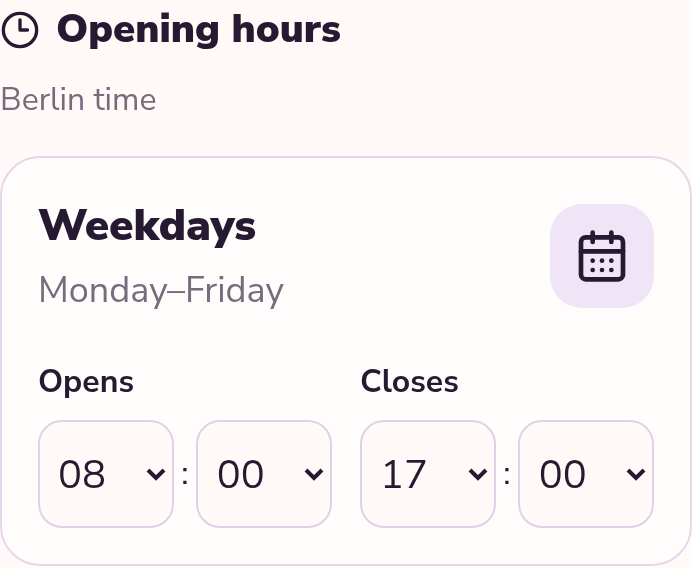 Opening hours
Berlin time
Weekdays
Monday–Friday
Opens Closes
08 : 00 17 : 00